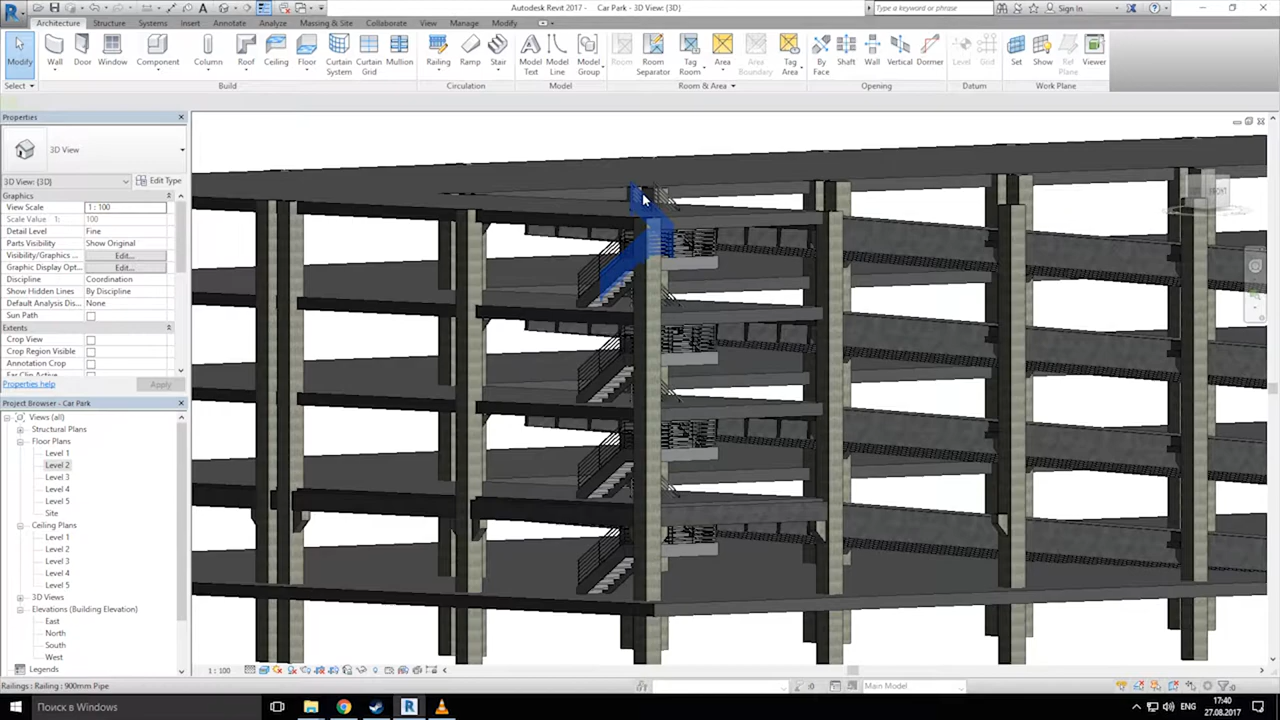 Autodesk Revit 2017 - Car Park - 3D View: {3D}
Type a keyword or phrase
Sign In
Architecture Structure Systems Insert Annotate Analyze Massing & Site Collaborate View Manage Modify
Modify Wall Door Window Component Column Roof Ceiling Floor Curtain System Curtain Grid Mullion Railing Ramp Stair Model Text Model Line Model Group Room Room Separator Tag Room Area Area Boundary Tag Area By Face Shaft Wall Vertical Dormer Level Grid Set Show Ref Plane Viewer
Select Build Circulation Model Room & Area Opening Datum Work Plane
Properties
3D View
3D View: {3D} Edit Type
Graphics
View Scale 1 : 100
Scale Value 1: 100
Detail Level Fine
Parts Visibility Show Original
Visibility/Graphics ... Edit...
Graphic Display Opt... Edit...
Discipline Coordination
Show Hidden Lines By Discipline
Default Analysis Dis... None
Sun Path
Extents
Crop View
Crop Region Visible
Annotation Crop
Far Clip Active
Properties help Apply
Project Browser - Car Park
Views (all)
Structural Plans
Floor Plans
Level 1
Level 2
Level 3
Level 4
Level 5
Site
Ceiling Plans
Level 1
Level 2
Level 3
Level 4
Level 5
3D Views
Elevations (Building Elevation)
East
North
South
West
Legends
FRONT
1 : 100
Railings : Railing : 900mm Pipe
:0
Main Model
:0
Поиск в Windows
ENG
17:40
27.08.2017